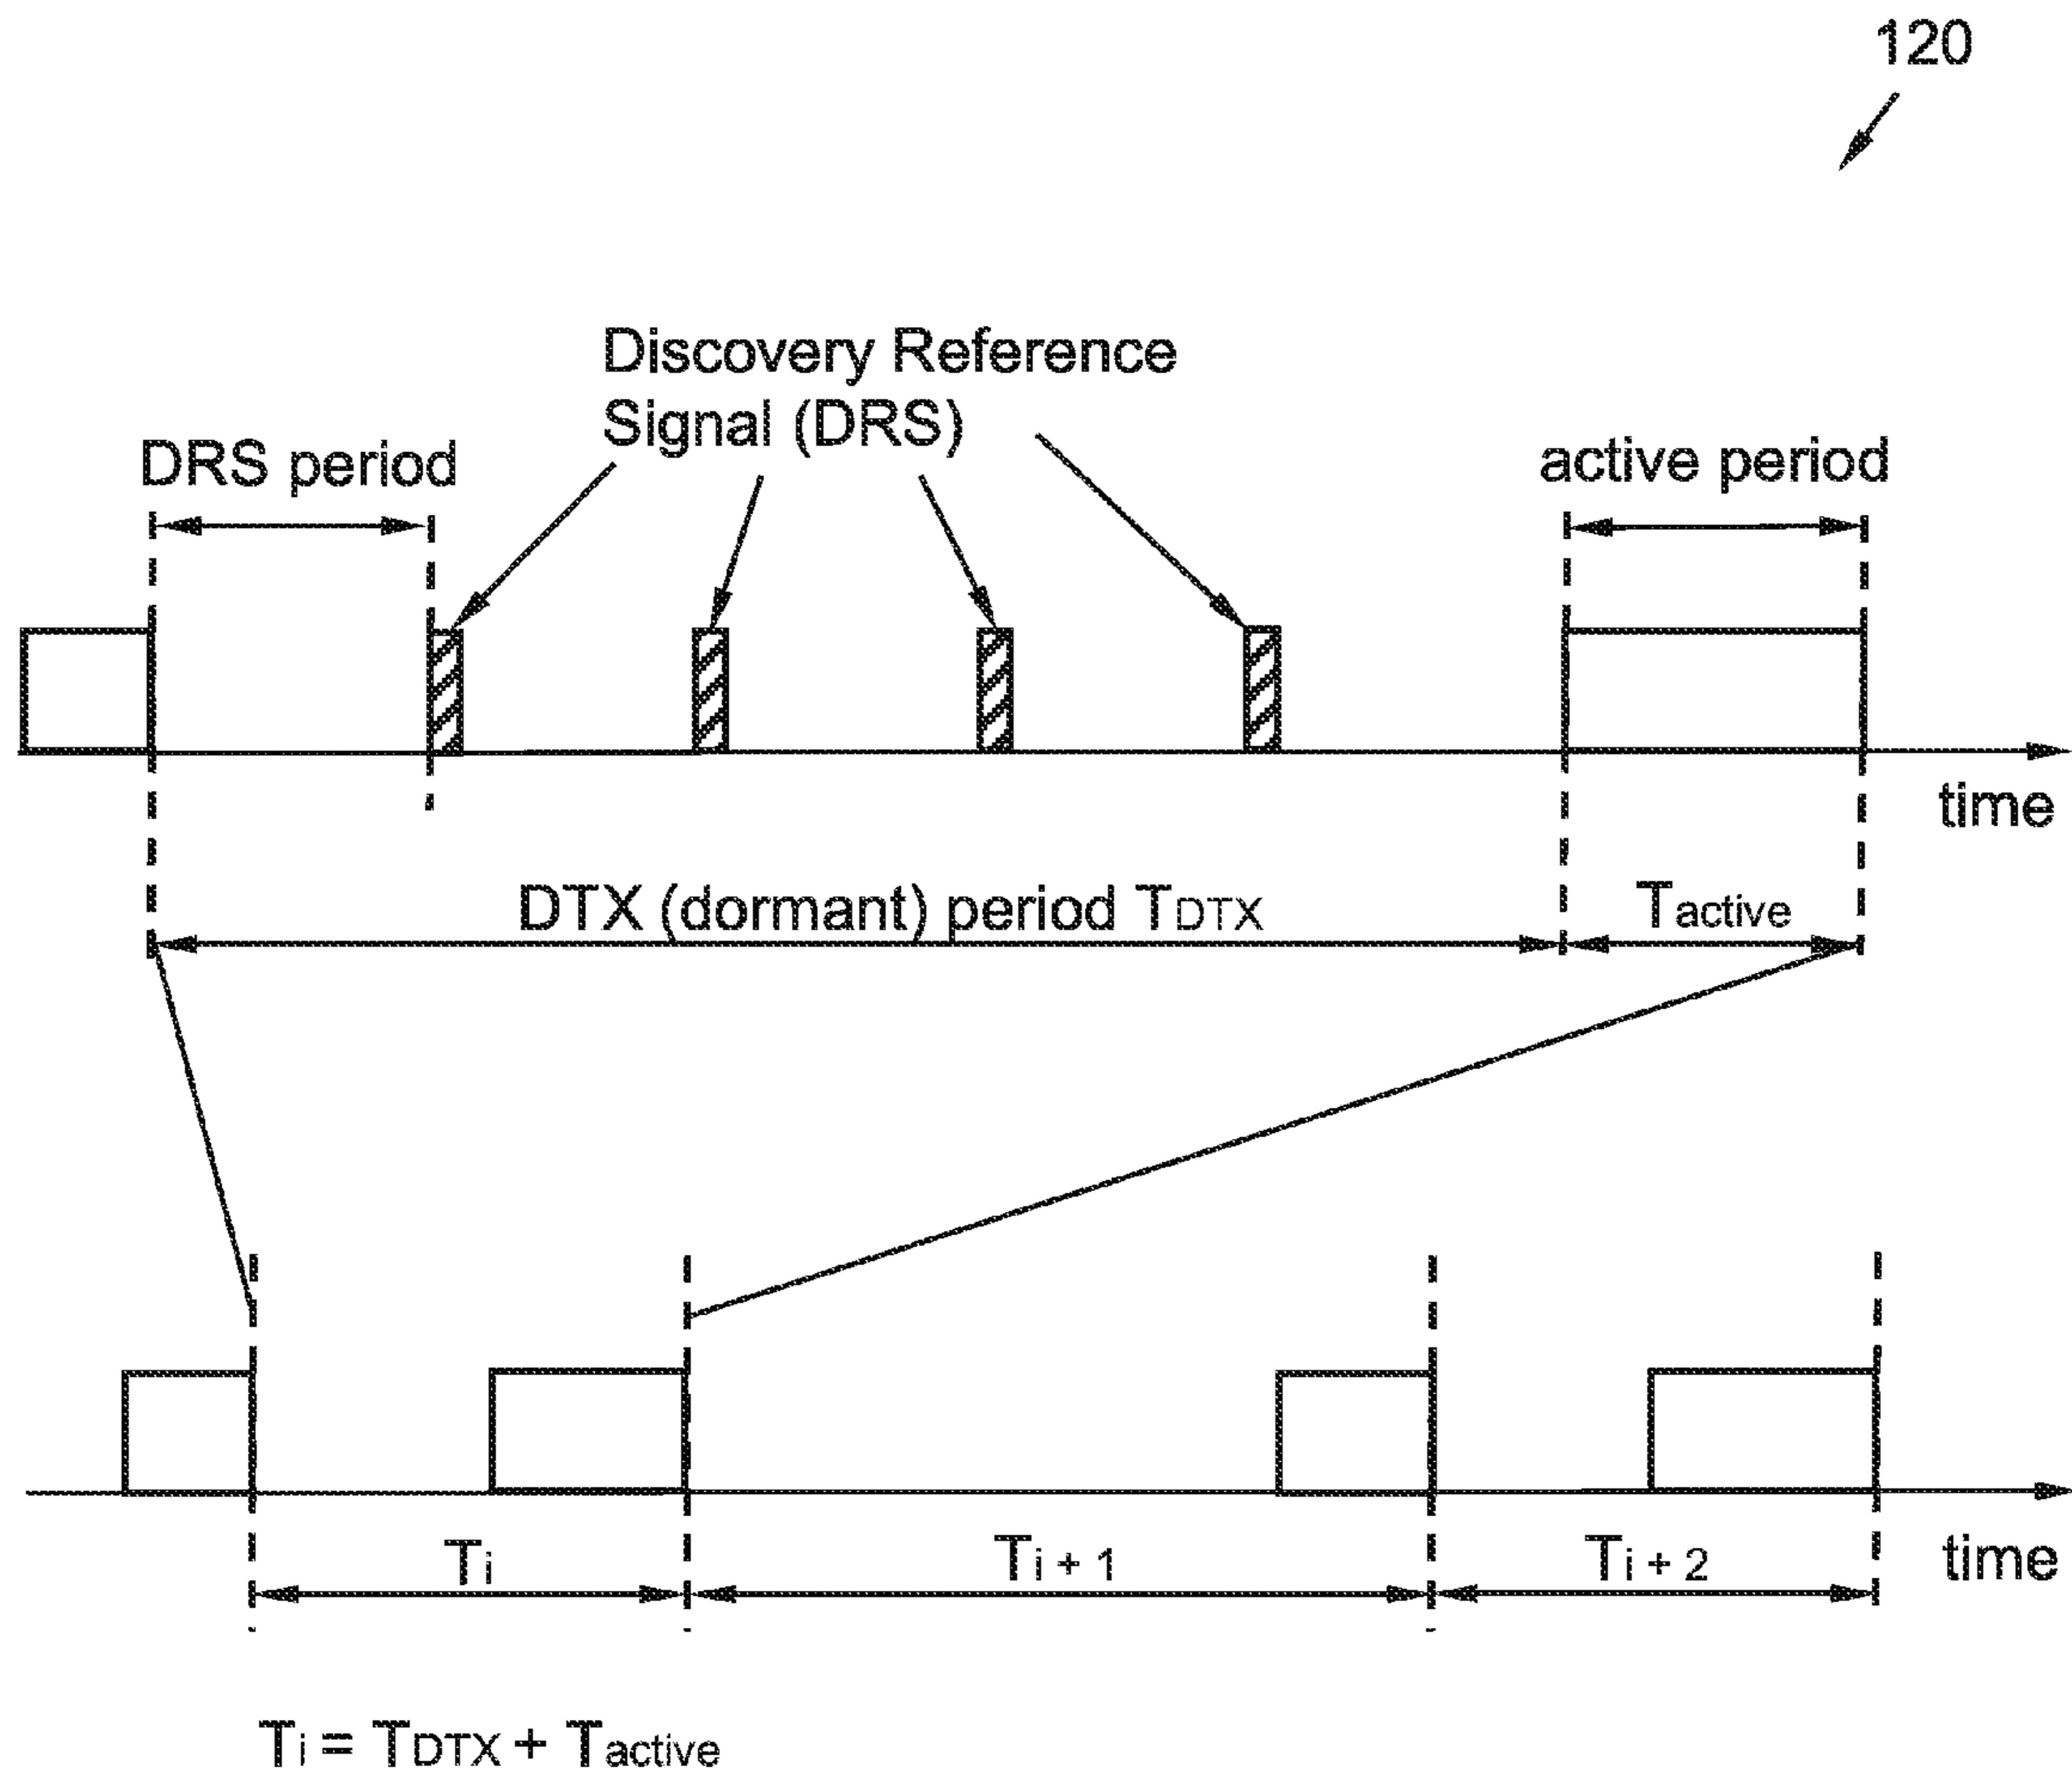 120
Discovery Reference
Signal (DRS)
DRS period
active period
time
DTX (dormant) period TDTX
Tactive
Ti
Ti + 1
Ti + 2
time
Ti = TDTX + Tactive